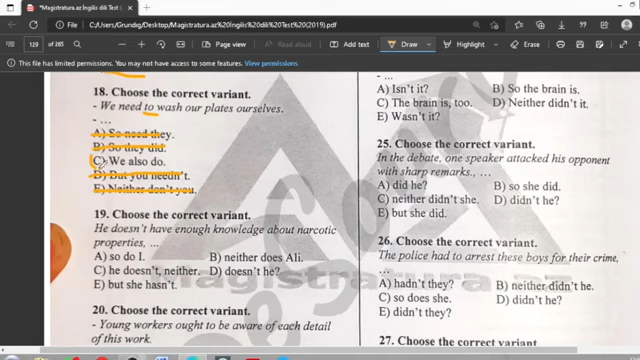 *Magistratura.az İngilis dili Test (
File
C:/Users/Grundig/Desktop/Magistratura.az%20İngilis%20dili%20Test%20(2019).pdf
129 of 265
Page view
Read aloud
Add text
Draw
Highlight
Erase
This file has limited permissions. You may not have access to some features. View permissions
18. Choose the correct variant.
- We need to wash our plates ourselves.
- ...
A) So need they.
B) So they did.
C) We also do.
D) But you needn't.
E) Neither don't you.
19. Choose the correct variant.
He doesn't have enough knowledge about narcotic
properties, ...
A) so do I. B) neither does Ali.
C) he doesn't, neither. D) doesn't he?
E) but she hasn't.
20. Choose the correct variant.
- Young workers ought to be aware of each detail
of this work.
- ...
A) Isn't it? B) So the brain is.
C) The brain is, too. D) Neither didn't it.
E) Wasn't it?
25. Choose the correct variant.
In the debate, one speaker attacked his opponent
with sharp remarks, ...
A) did he? B) so she did.
C) neither didn't she. D) didn't he?
E) but she did.
26. Choose the correct variant.
The police had to arrest these boys for their crime,
...
A) hadn't they? B) neither didn't he.
C) so does she. D) didn't he?
E) didn't they?
27. Choose the correct variant.